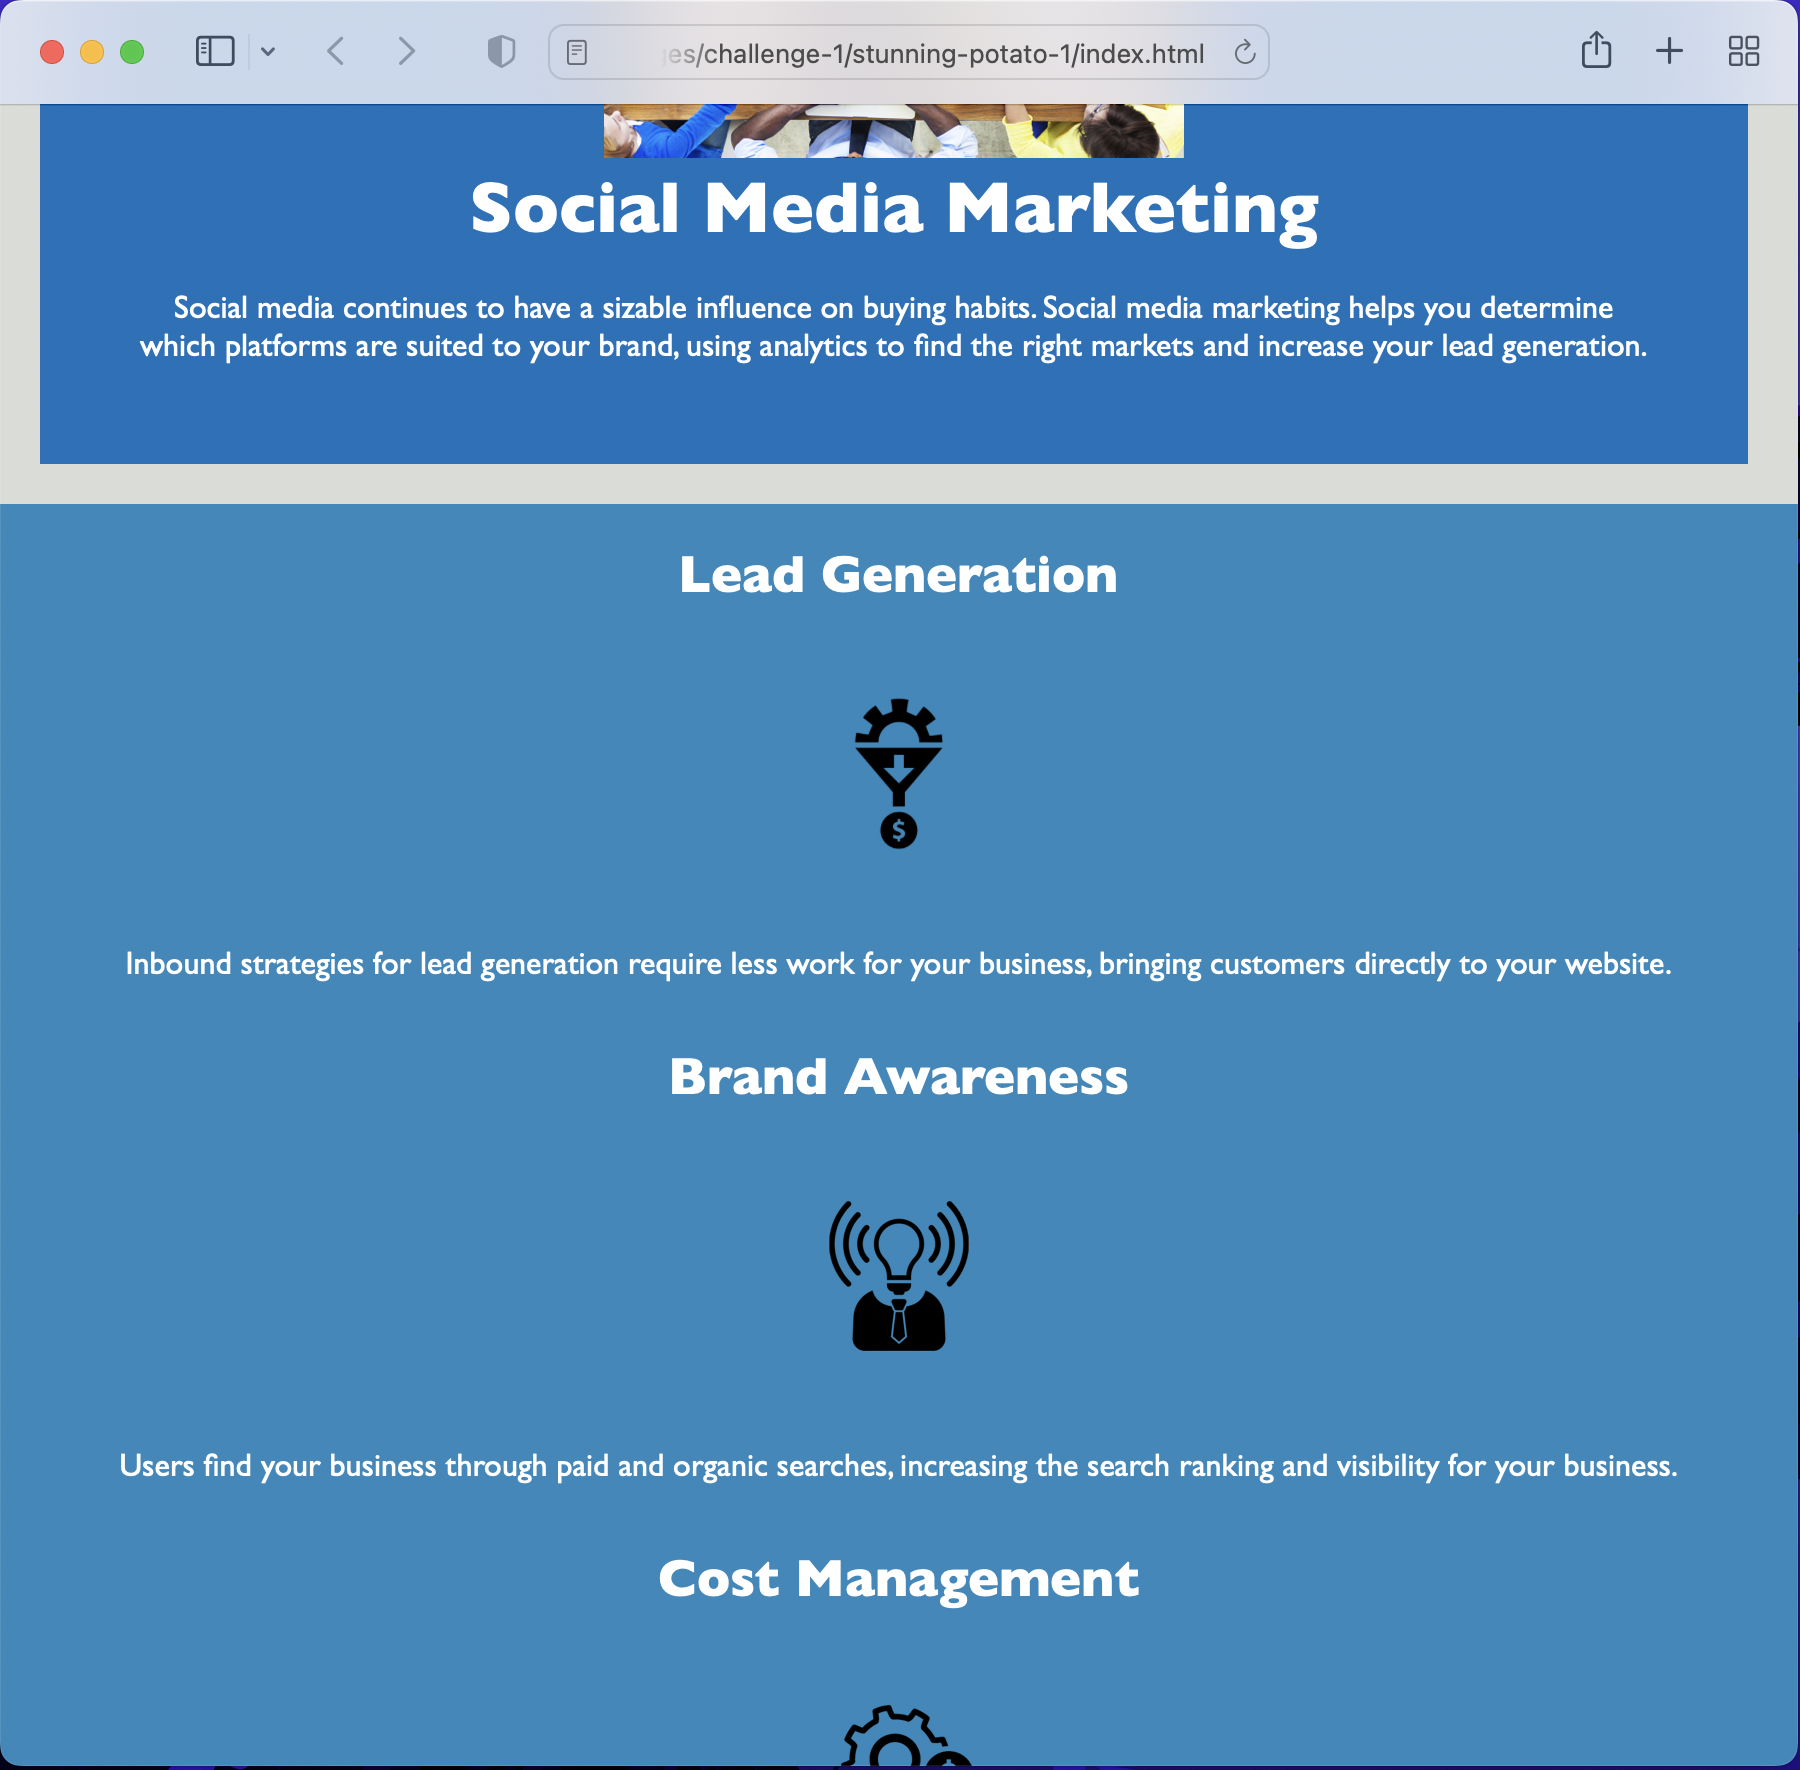 es/challenge-1/stunning-potato-1/index.html
Social Media Marketing
Social media continues to have a sizable influence on buying habits. Social media marketing helps you determine
which platforms are suited to your brand, using analytics to find the right markets and increase your lead generation.
Lead Generation
$
Inbound strategies for lead generation require less work for your business, bringing customers directly to your website.
Brand Awareness
Users find your business through paid and organic searches, increasing the search ranking and visibility for your business.
Cost Management